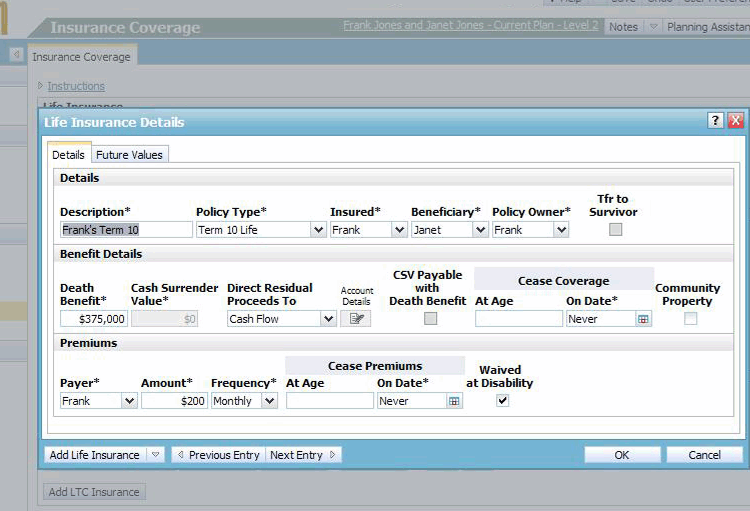 Help Save Undo User Preferen
Insurance Coverage
Frank Jones and Janet Jones - Current Plan - Level 2
Notes
Planning Assistan
Insurance Coverage
Instructions
Life Insurance
Life Insurance Details
? X
Details Future Values
Details
Description* Policy Type* Insured* Beneficiary* Policy Owner* Tfr to Survivor
Frank's Term 10 Term 10 Life Frank Janet Frank
Benefit Details
Death Benefit* Cash Surrender Value* Direct Residual Proceeds To Account Details CSV Payable with Death Benefit Cease Coverage At Age On Date* Community Property
$375,000 $0 Cash Flow Never
Premiums
Cease Premiums
Payer* Amount* Frequency* At Age On Date* Waived at Disability
Frank $200 Monthly Never
Add Life Insurance Previous Entry Next Entry OK Cancel
Add LTC Insurance